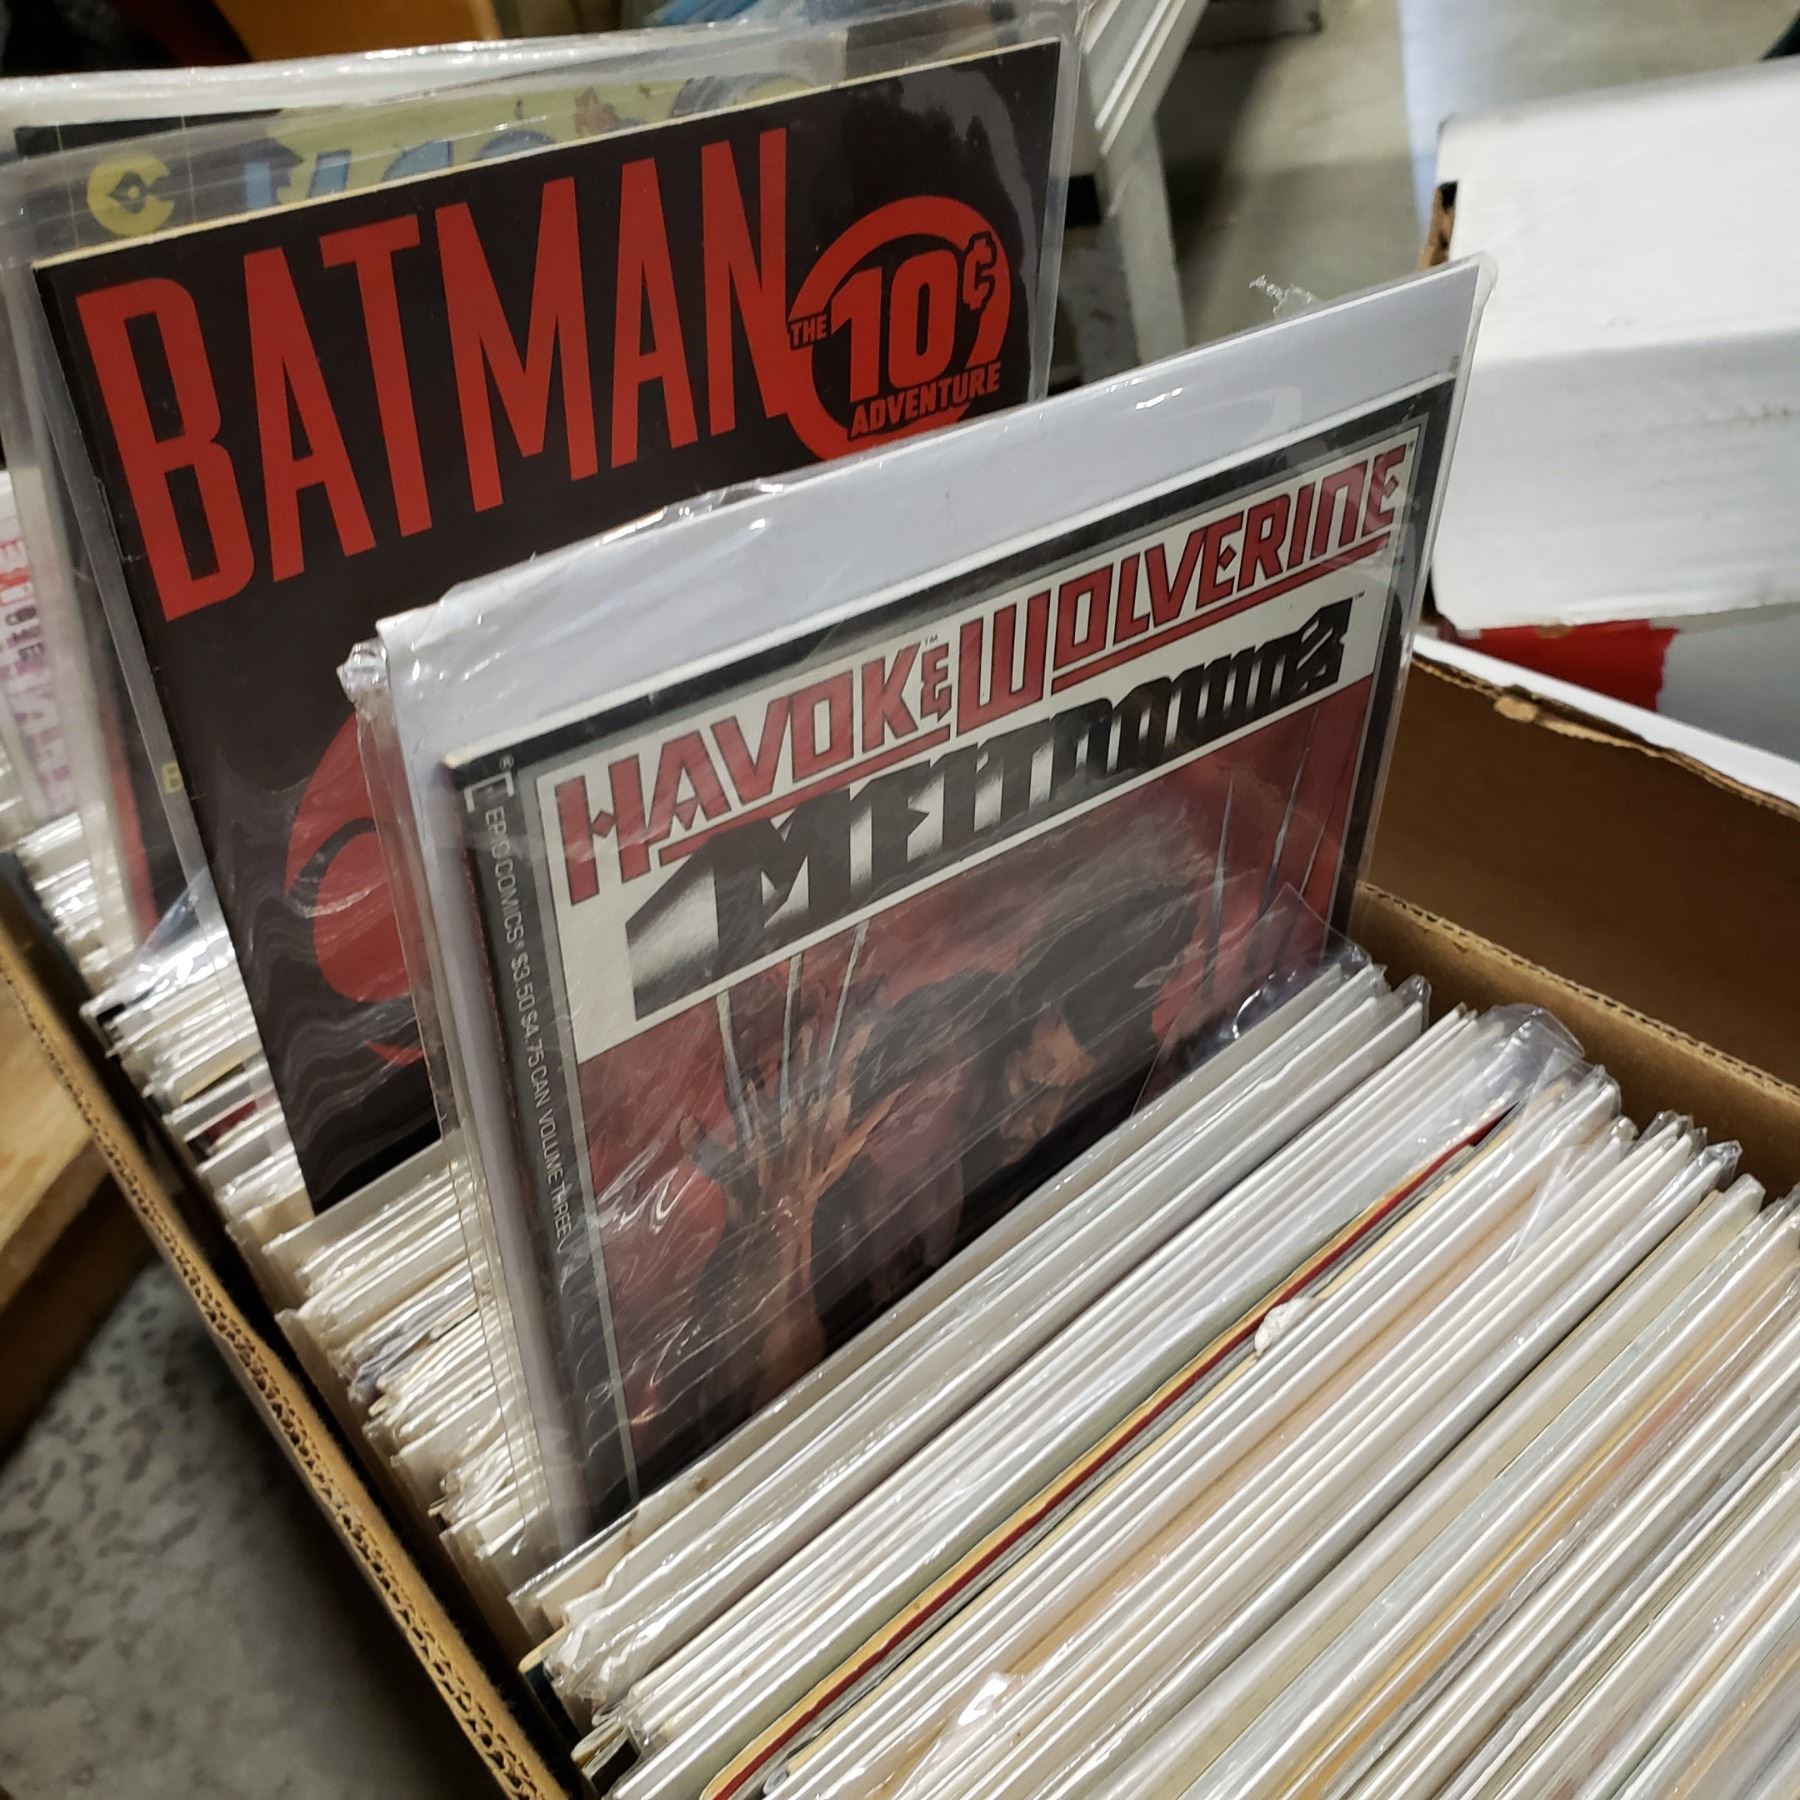 BATMAN
THE
10¢
ADVENTURE
HAVOK & WOLVERINE
MELTDOWN
EPIC COMICS $3.50 $4.75 CAN VOLUME THREE